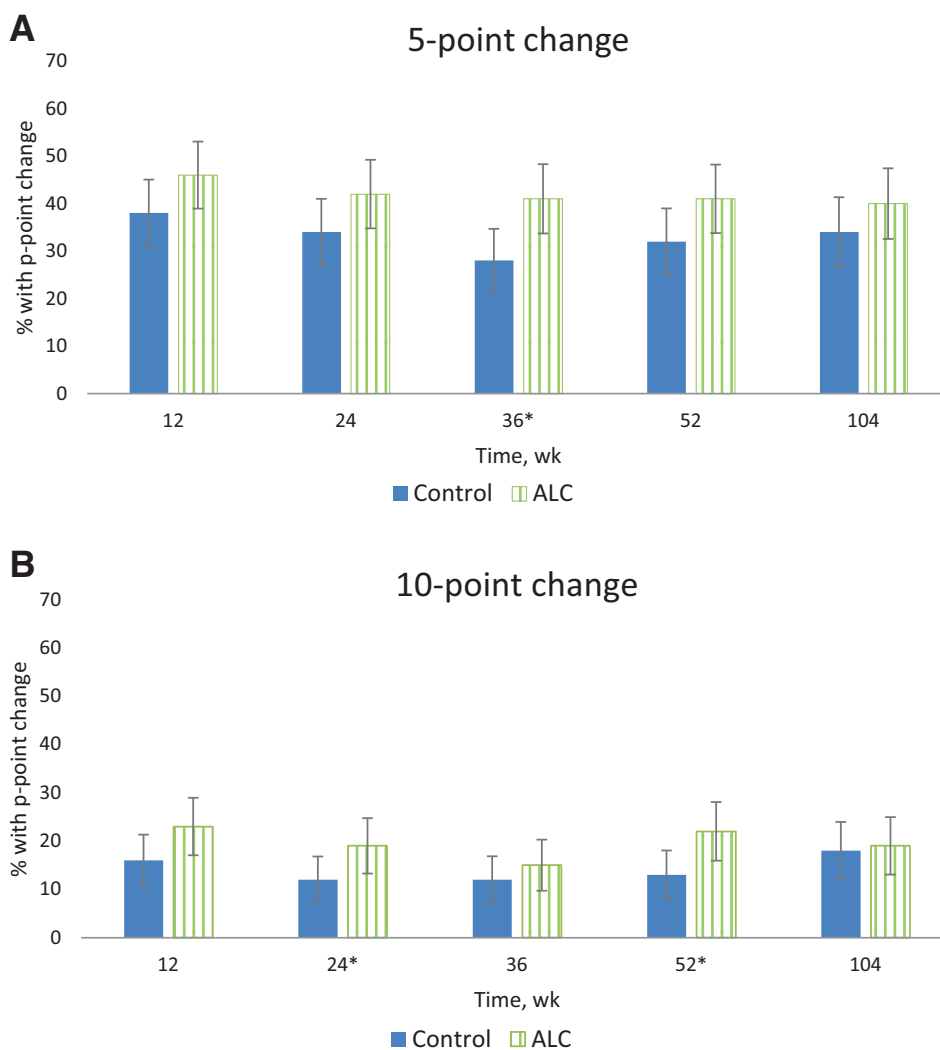 A
5-point change
70
60
50
40
30
20
10
0
% with p-point change
12 24 36* 52 104
Time, wk
Control ALC
B
10-point change
70
60
50
40
30
20
10
0
% with p-point change
12 24* 36 52* 104
Time, wk
Control ALC